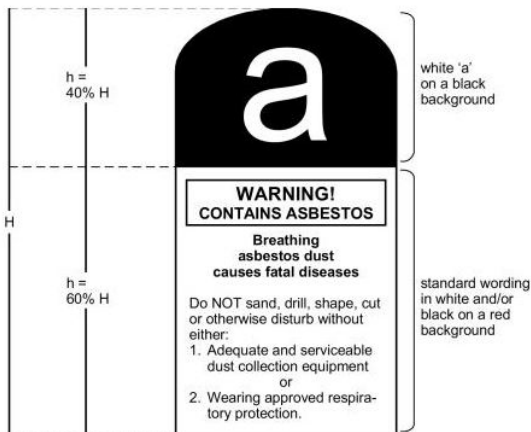 h =
40% H
a
white ‘a’
on a black
background
H
WARNING!
CONTAINS ASBESTOS
Breathing
asbestos dust
causes fatal diseases
h =
60% H
Do NOT sand, drill, shape, cut
or otherwise disturb without
either:
1. Adequate and serviceable
dust collection equipment
or
2. Wearing approved respira-
tory protection.
standard wording
in white and/or
black on a red
background